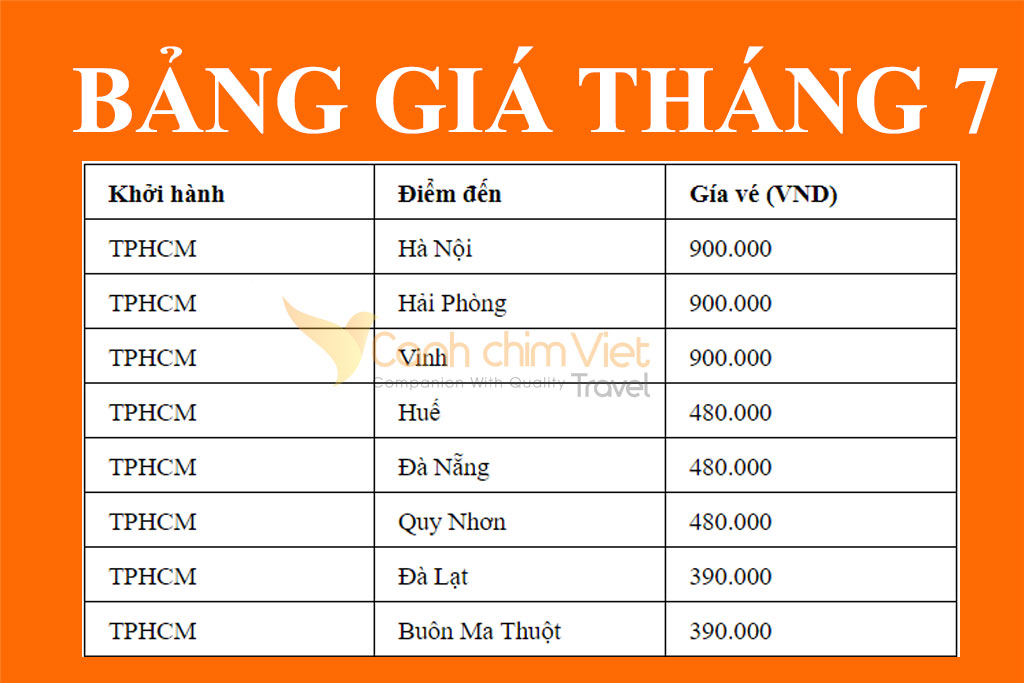 BẢNG GIÁ THÁNG 7
Khởi hành Điểm đến Gía vé (VND)
TPHCM Hà Nội 900.000
TPHCM Hải Phòng 900.000
TPHCM Vinh 900.000
Canh chim Viet
Companion With Quality Travel
TPHCM Huế 480.000
TPHCM Đà Nẵng 480.000
TPHCM Quy Nhơn 480.000
TPHCM Đà Lạt 390.000
TPHCM Buôn Ma Thuột 390.000